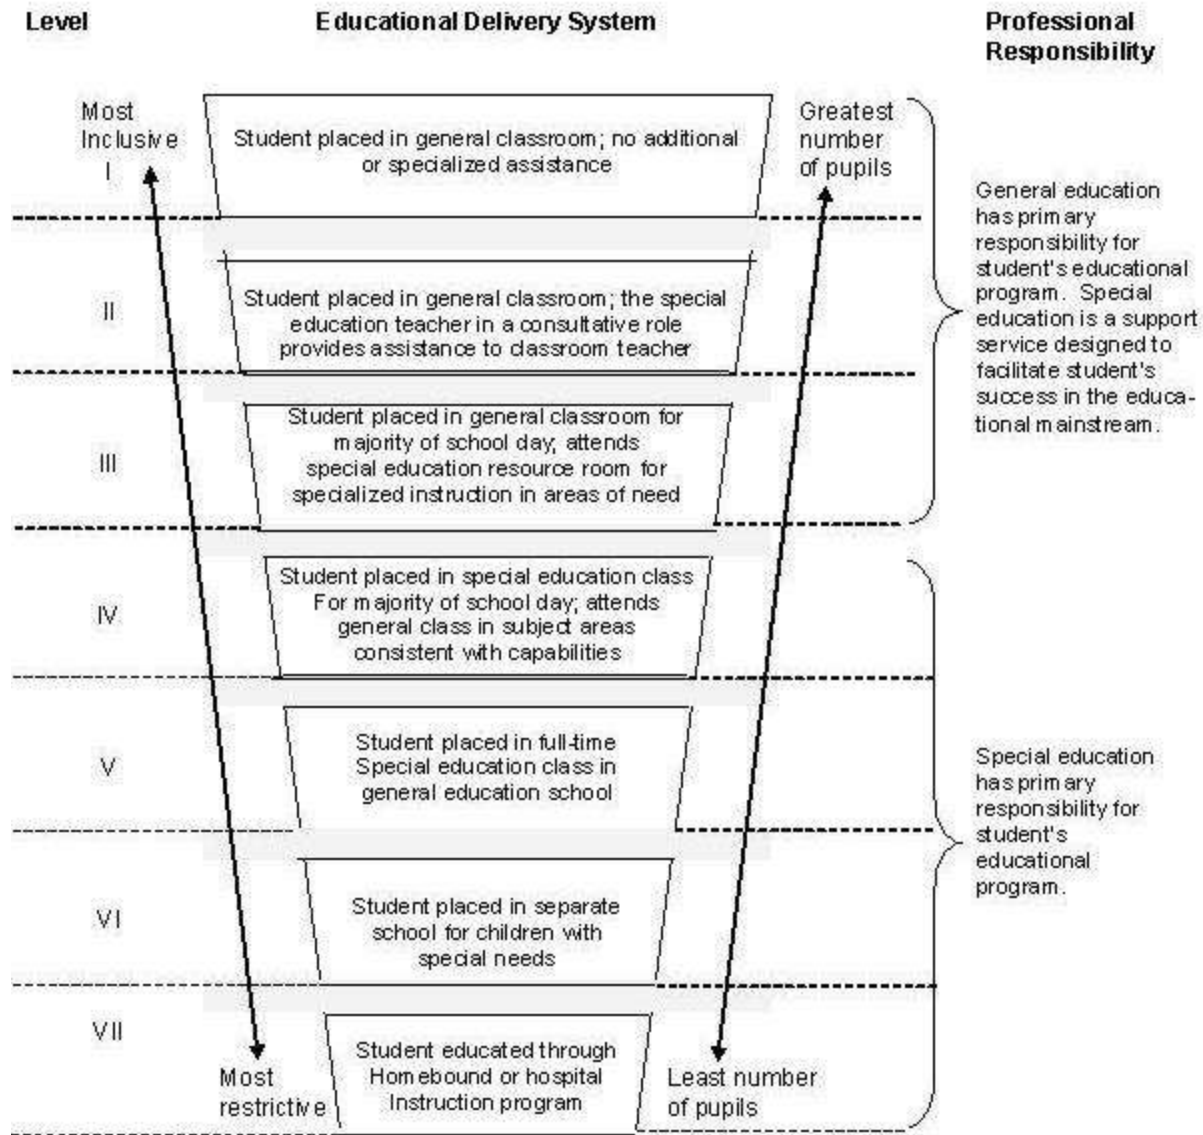 Level
Educational Delivery System
Professional
Responsibility
Most
Inclusive
I
Student placed in general classroom; no additional
or specialized assistance
Greatest
number
of pupils
II
Student placed in general classroom; the special
education teacher in a consultative role
provides assistance to classroom teacher
III
Student placed in general classroom for
majority of school day; attends
special education resource room for
specialized instruction in areas of need
General education
has primary
responsibility for
student's educational
program. Special
education is a support
service designed to
facilitate student's
success in the educa-
tional mainstream.
IV
Student placed in special education class
For majority of school day; attends
general class in subject areas
consistent with capabilities
V
Student placed in full-time
Special education class in
general education school
VI
Student placed in separate
school for children with
special needs
VII
Most
restrictive
Student educated through
Homebound or hospital
Instruction program
Least number
of pupils
Special education
has primary
responsibility for
student's
educational
program.